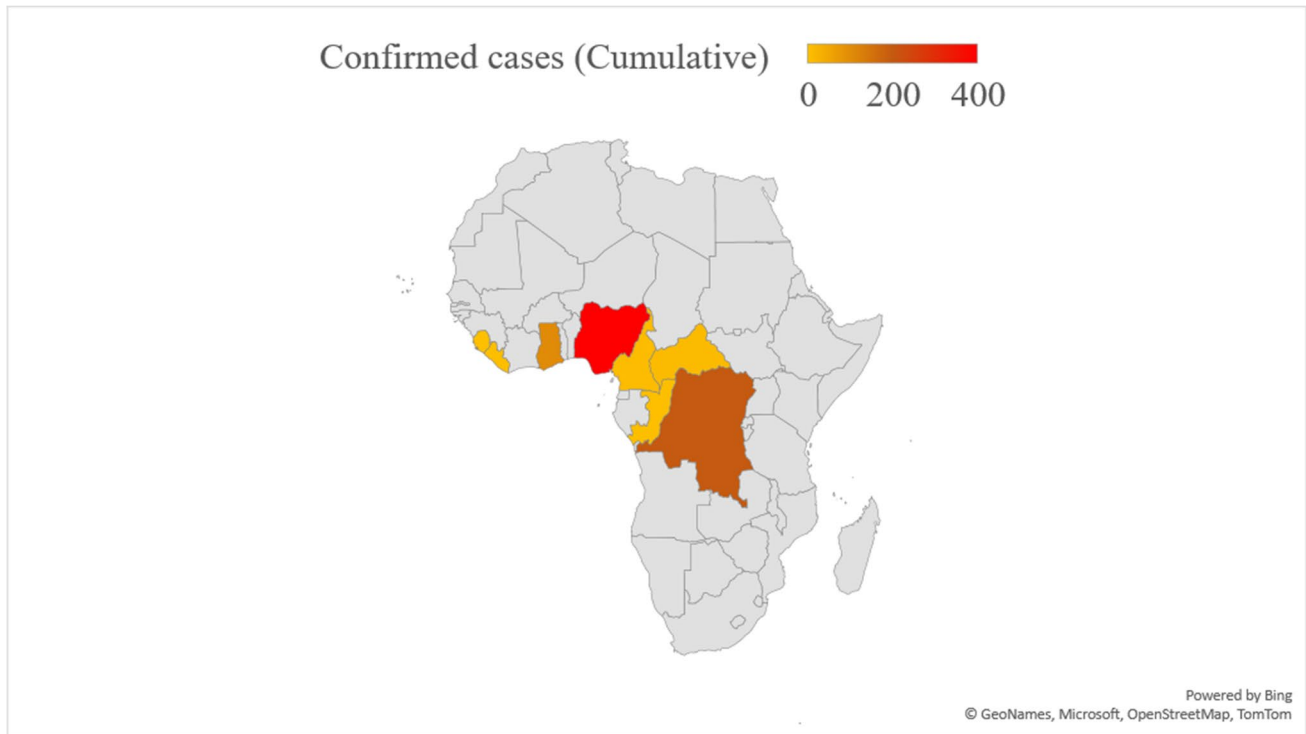 Confirmed cases (Cumulative)
0 200 400
Powered by Bing
© GeoNames, Microsoft, OpenStreetMap, TomTom